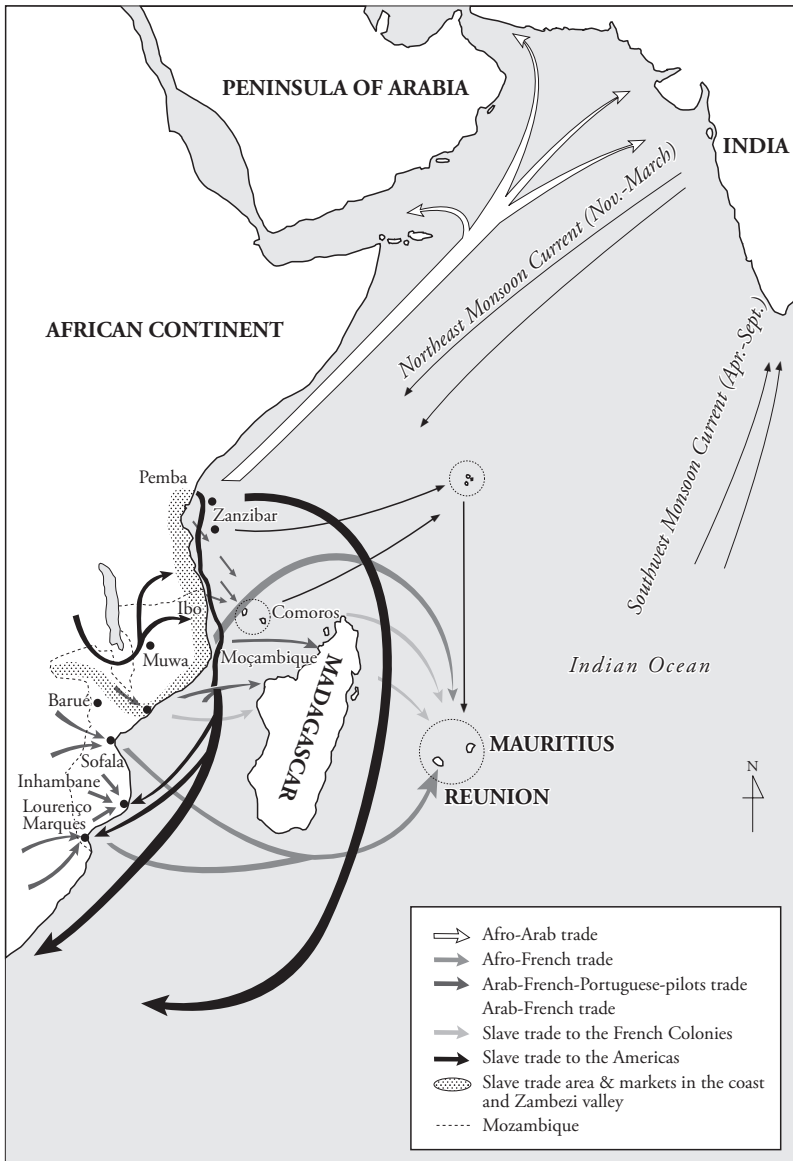 PENINSULA OF ARABIA
INDIA
Northeast Monsoon Current (Nov.-March)
AFRICAN CONTINENT
Southwest Monsoon Current (Apr.-Sept.)
Pemba
Zanzibar
Ibo
Comoros
Muwa
Moçambique
MADAGASCAR
Indian Ocean
Barue
Sofala
MAURITIUS
Inhambane
REUNION
Lourenço
Marques
N
Afro-Arab trade
Afro-French trade
Arab-French-Portuguese-pilots trade
Arab-French trade
Slave trade to the French Colonies
Slave trade to the Americas
Slave trade area & markets in the coast
and Zambezi valley
Mozambique